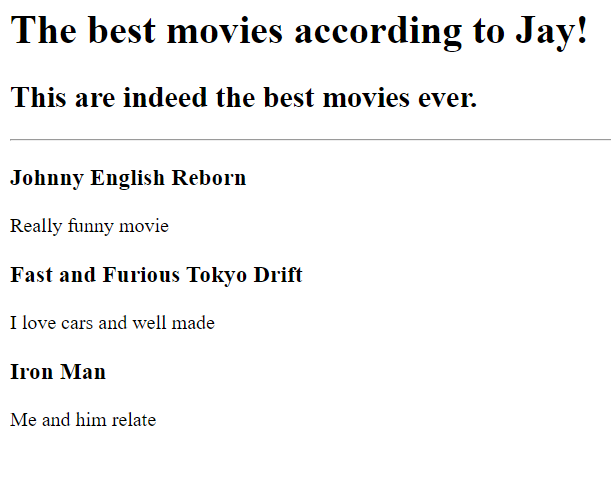 The best movies according to Jay!
This are indeed the best movies ever.
Johnny English Reborn
Really funny movie
Fast and Furious Tokyo Drift
I love cars and well made
Iron Man
Me and him relate